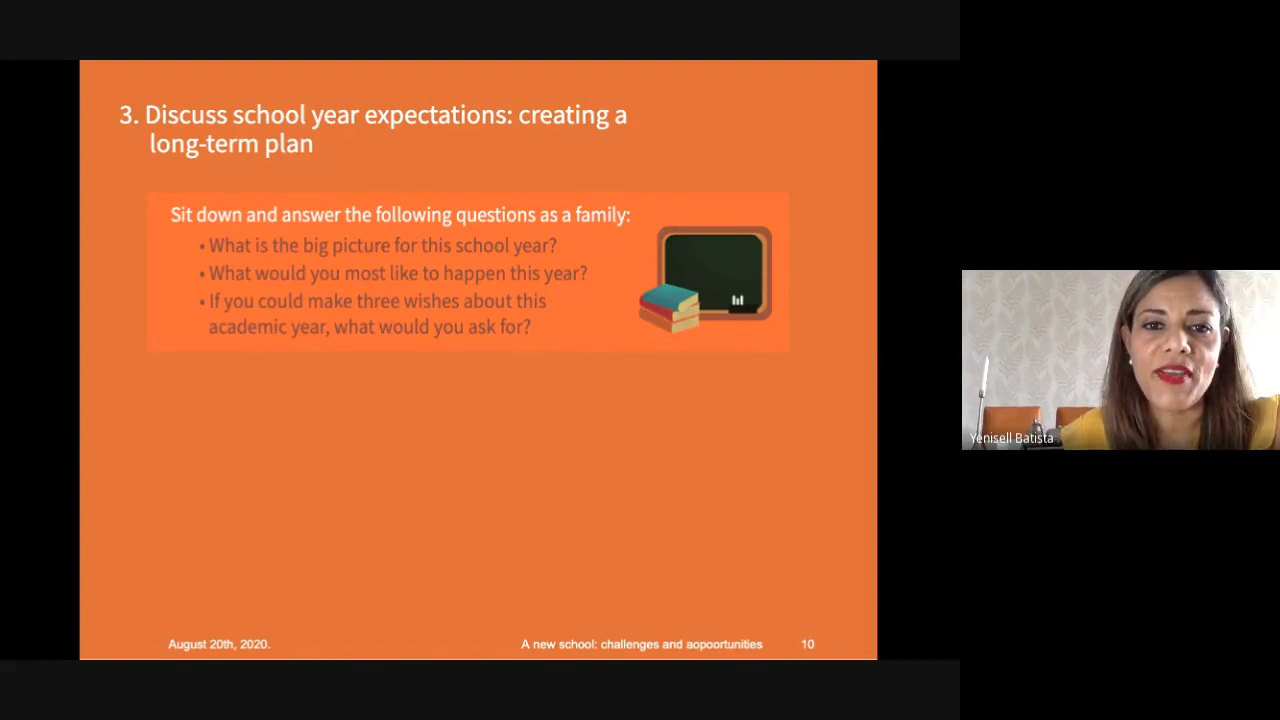 3. Discuss school year expectations: creating a
long-term plan
Sit down and answer the following questions as a family:
• What is the big picture for this school year?
• What would you most like to happen this year?
• If you could make three wishes about this
academic year, what would you ask for?
Yenisell Batista
August 20th, 2020.
A new school: challenges and aopoortunities
10